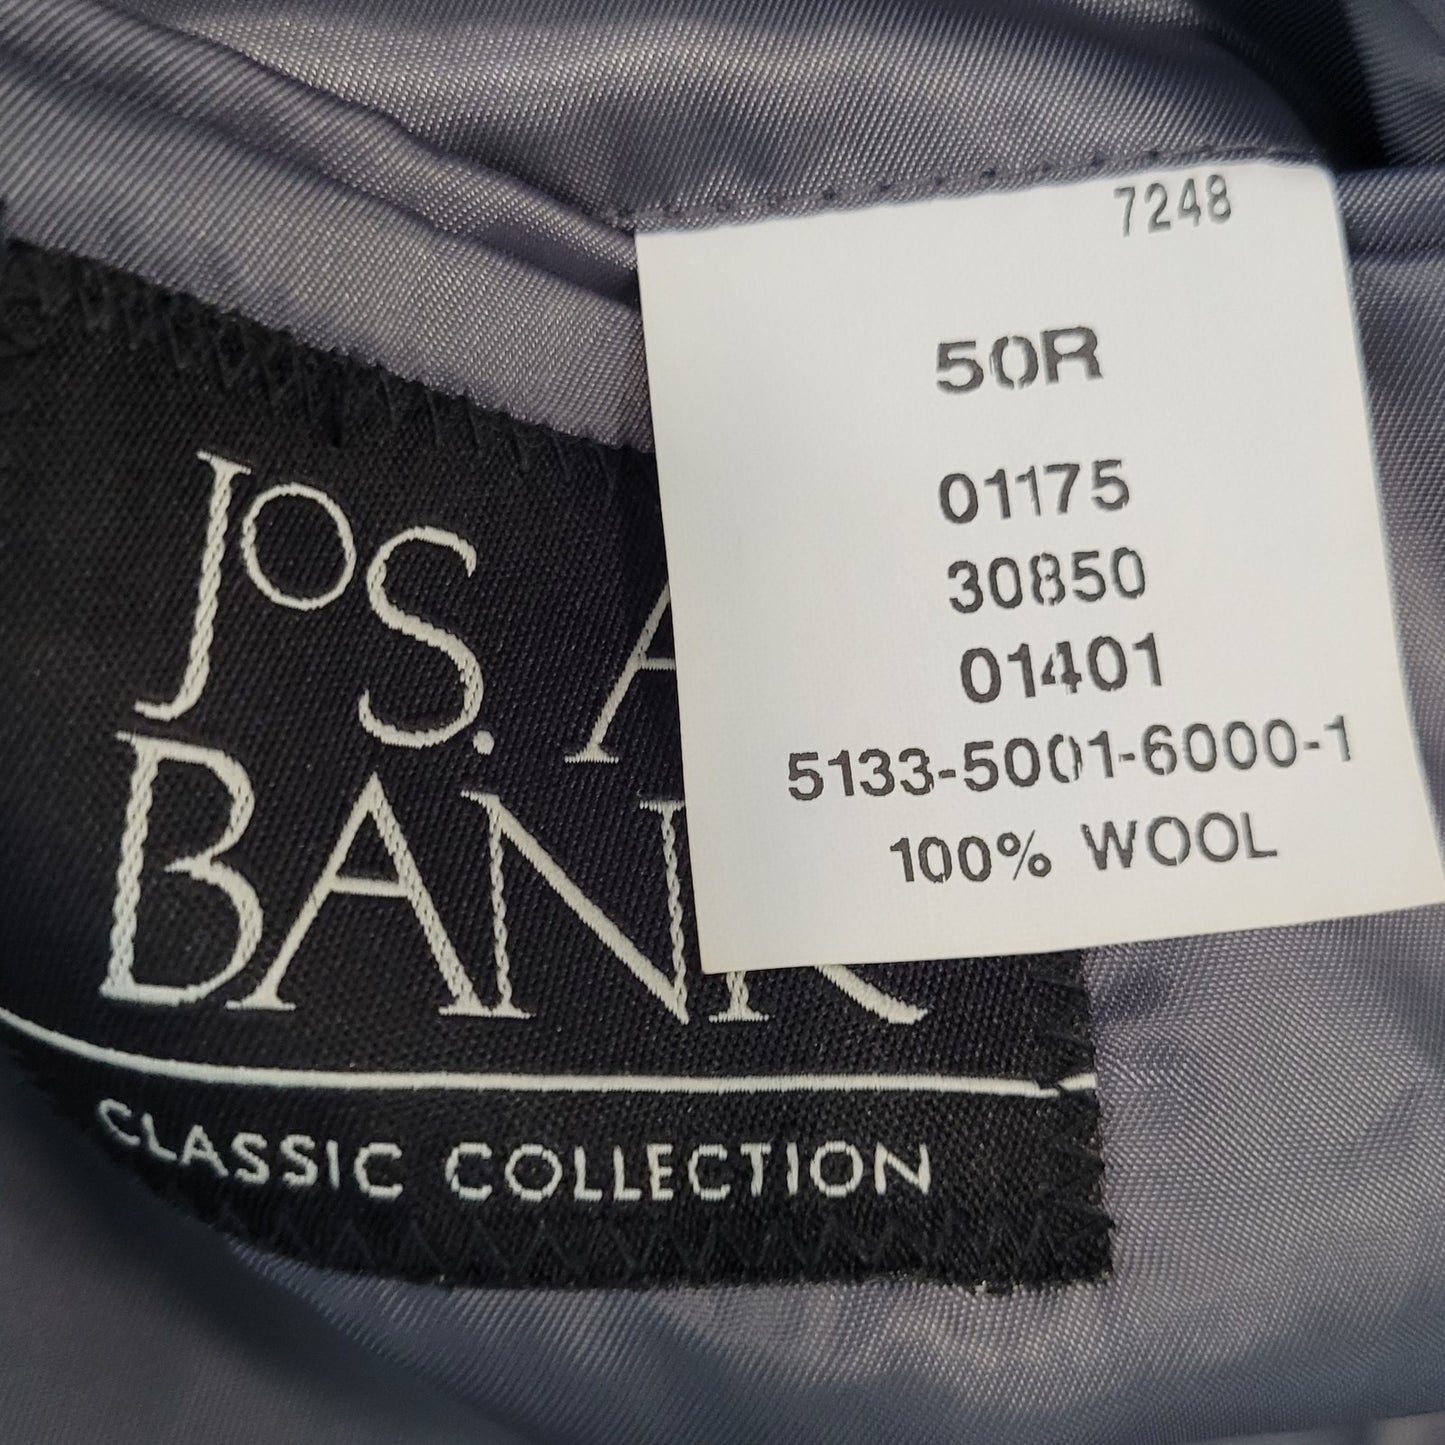 7248
50R
01175
30850
01401
5133-5001-6000-1
100% WOOL
JOS. A
BANK
CLASSIC COLLECTION